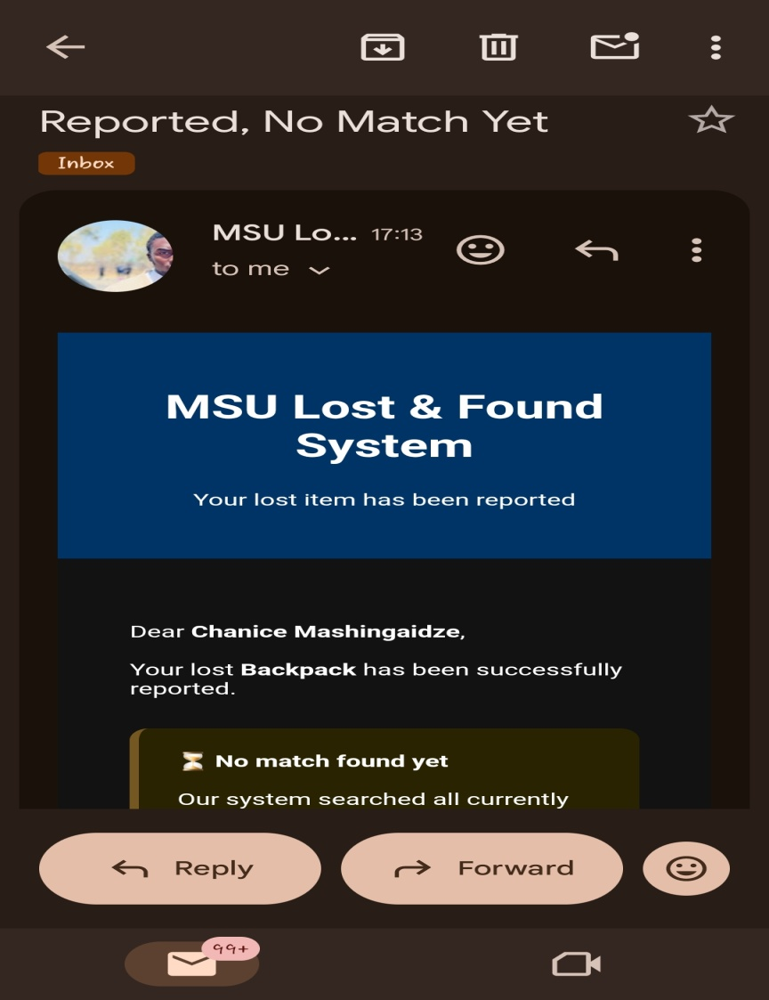 Reported, No Match Yet
Inbox
MSU Lo... 17:13
to me
MSU Lost & Found
System
Your lost item has been reported
Dear Chanice Mashingaidze,
Your lost Backpack has been successfully
reported.
⏳ No match found yet
Our system searched all currently
Reply
Forward
99+